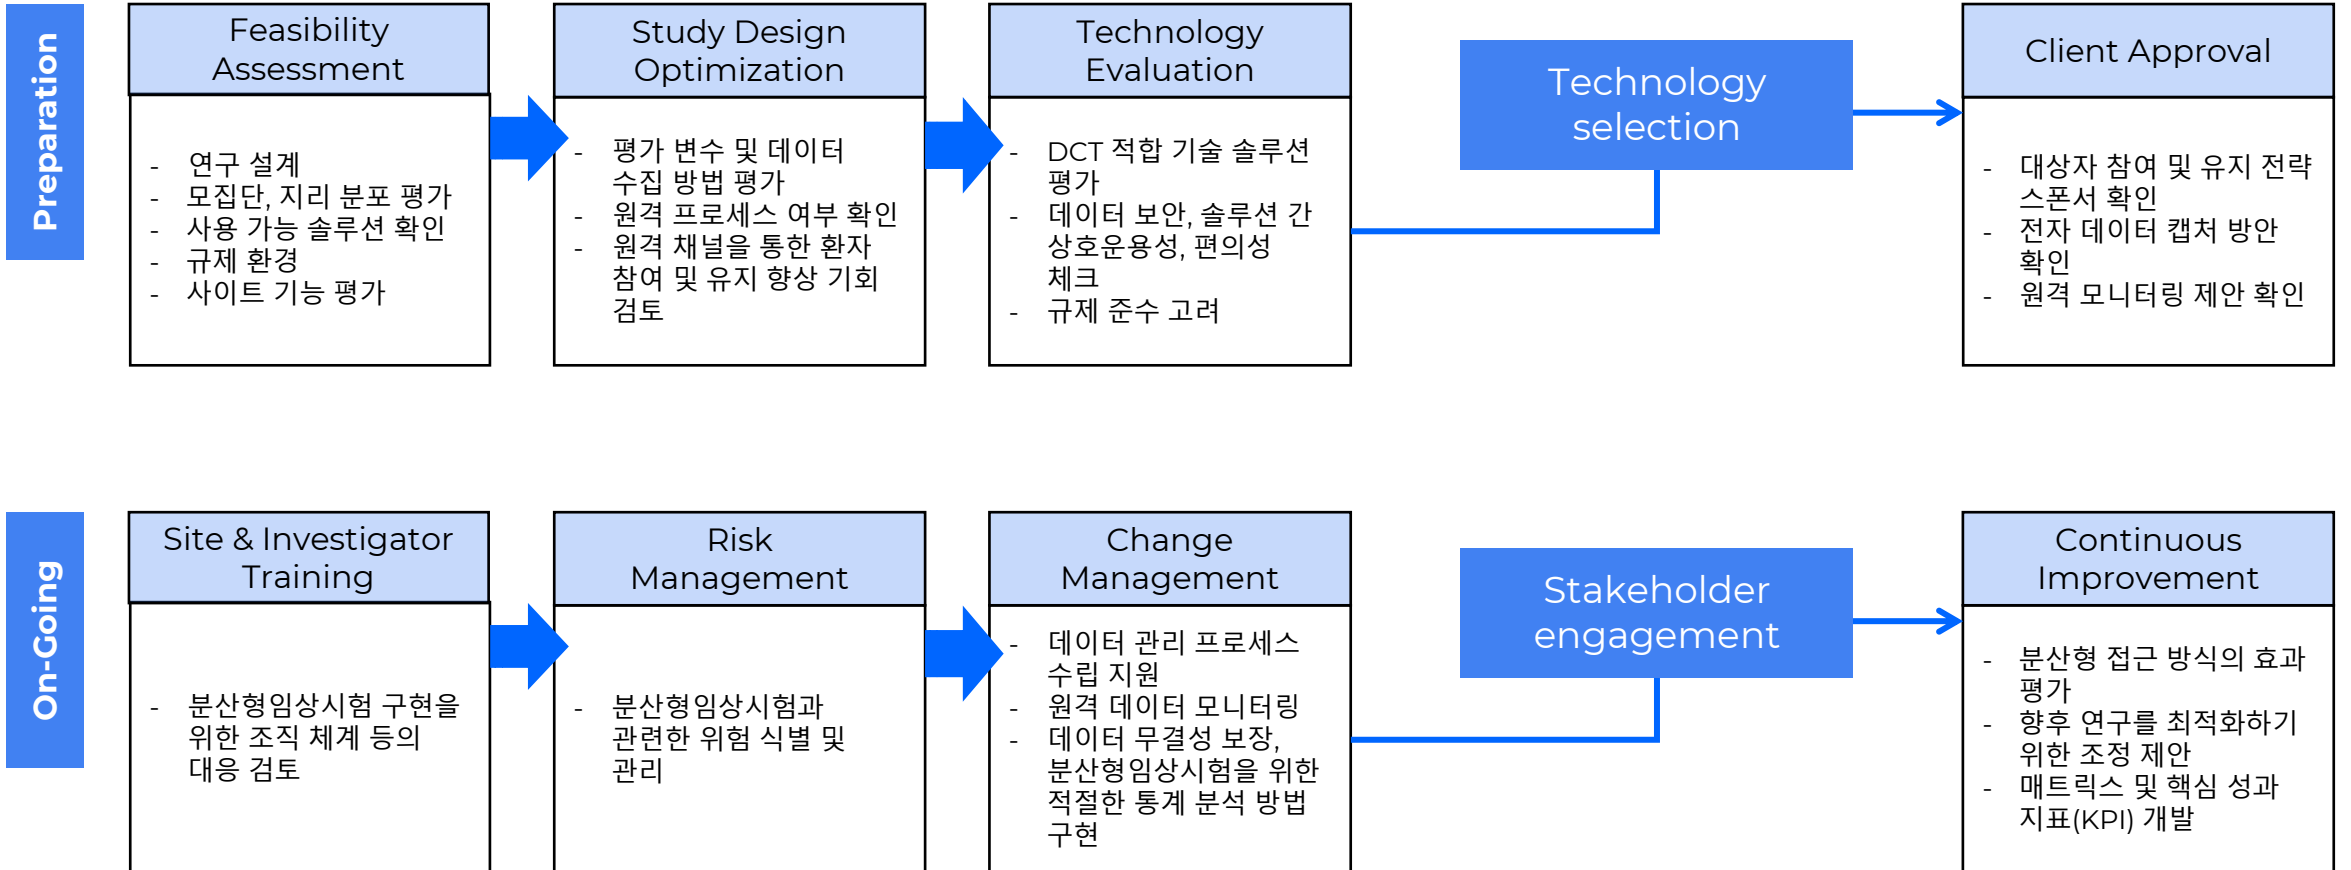 Preparation
Feasibility
Assessment
- 연구 설계
- 모집단, 지리 분포 평가
- 사용 가능 솔루션 확인
- 규제 환경
- 사이트 기능 평가
Study Design
Optimization
- 평가 변수 및 데이터
수집 방법 평가
- 원격 프로세스 여부 확인
- 원격 채널을 통한 환자
참여 및 유지 향상 기회
검토
Technology
Evaluation
- DCT 적합 기술 솔루션
평가
- 데이터 보안, 솔루션 간
상호운용성, 편의성
체크
- 규제 준수 고려
Technology
selection
Client Approval
- 대상자 참여 및 유지 전략
스폰서 확인
- 전자 데이터 캡처 방안
확인
- 원격 모니터링 제안 확인
On-Going
Site & Investigator
Training
- 분산형임상시험 구현을
위한 조직 체계 등의
대응 검토
Risk
Management
- 분산형임상시험과
관련한 위험 식별 및
관리
Change
Management
- 데이터 관리 프로세스
수립 지원
- 원격 데이터 모니터링
- 데이터 무결성 보장,
분산형임상시험을 위한
적절한 통계 분석 방법
구현
Stakeholder
engagement
Continuous
Improvement
- 분산형 접근 방식의 효과
평가
- 향후 연구를 최적화하기
위한 조정 제안
- 매트릭스 및 핵심 성과
지표(KPI) 개발